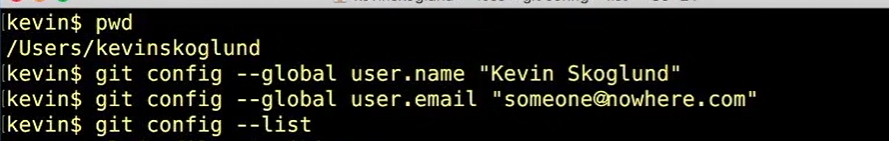 kevin$ pwd
/Users/kevinskoglund
kevin$ git config --global user.name "Kevin Skoglund"
kevin$ git config --global user.email "someone@nowhere.com"
kevin$ git config --list